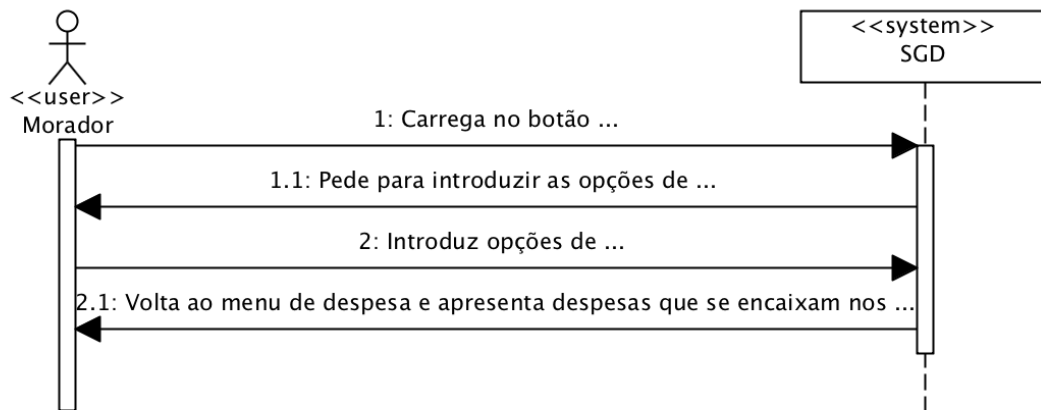 <<system>>
SGD
<<user>>
Morador
1: Carrega no botão ...
1.1: Pede para introduzir as opções de ...
2: Introduz opções de ...
2.1: Volta ao menu de despesa e apresenta despesas que se encaixam nos ...